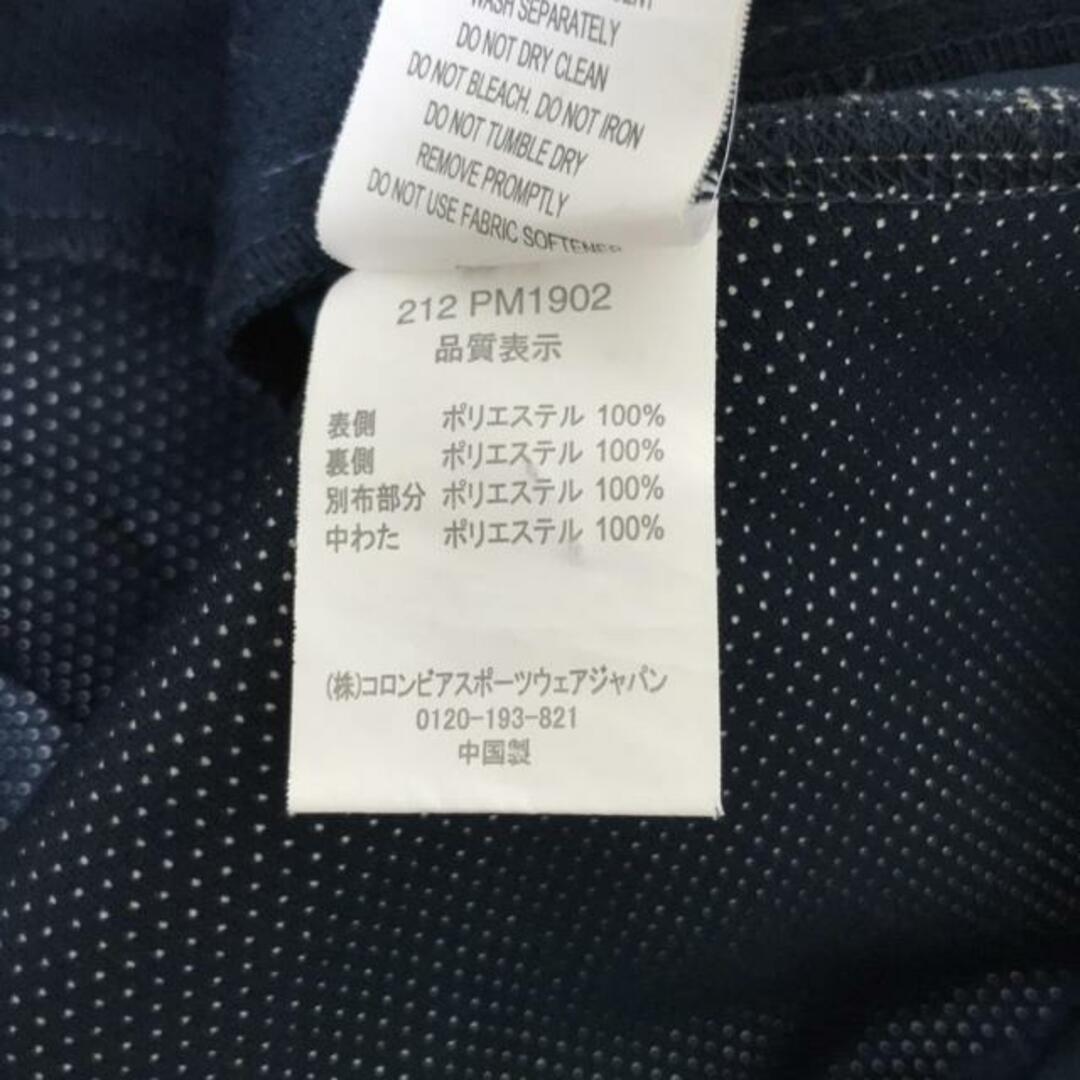 WASH SEPARATELY
DO NOT DRY CLEAN
DO NOT BLEACH. DO NOT IRON
DO NOT TUMBLE DRY
REMOVE PROMPTLY
DO NOT USE FABRIC SOFTENER
212 PM1902
品質表示
表側 ポリエステル 100%
裏側 ポリエステル 100%
別布部分 ポリエステル 100%
中わた ポリエステル 100%
(株)コロンビアスポーツウェアジャパン
0120-193-821
中国製